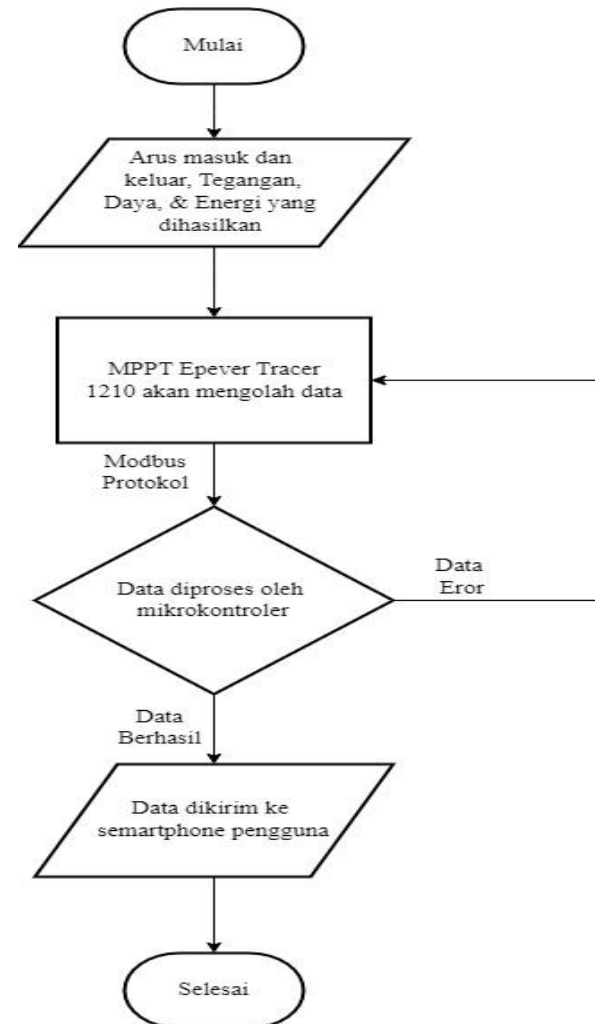 Mulai
Arus masuk dan
keluar, Tegangan,
Daya, & Energi yang
dihasilkan
MPPT Epever Tracer
1210 akan mengolah data
Modbus
Protokol
Data diproses oleh
mikrokontroler
Data
Eror
Data
Berhasil
Data dikirim ke
semartphone pengguna
Selesai